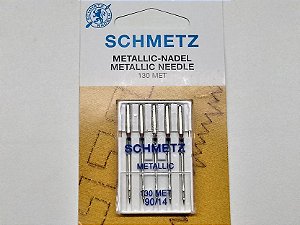 SCHMETZ
METALLIC-NADEL
METALLIC NEEDLE
130 MET
SCHMETZ
METALLIC
130 MET
90/14